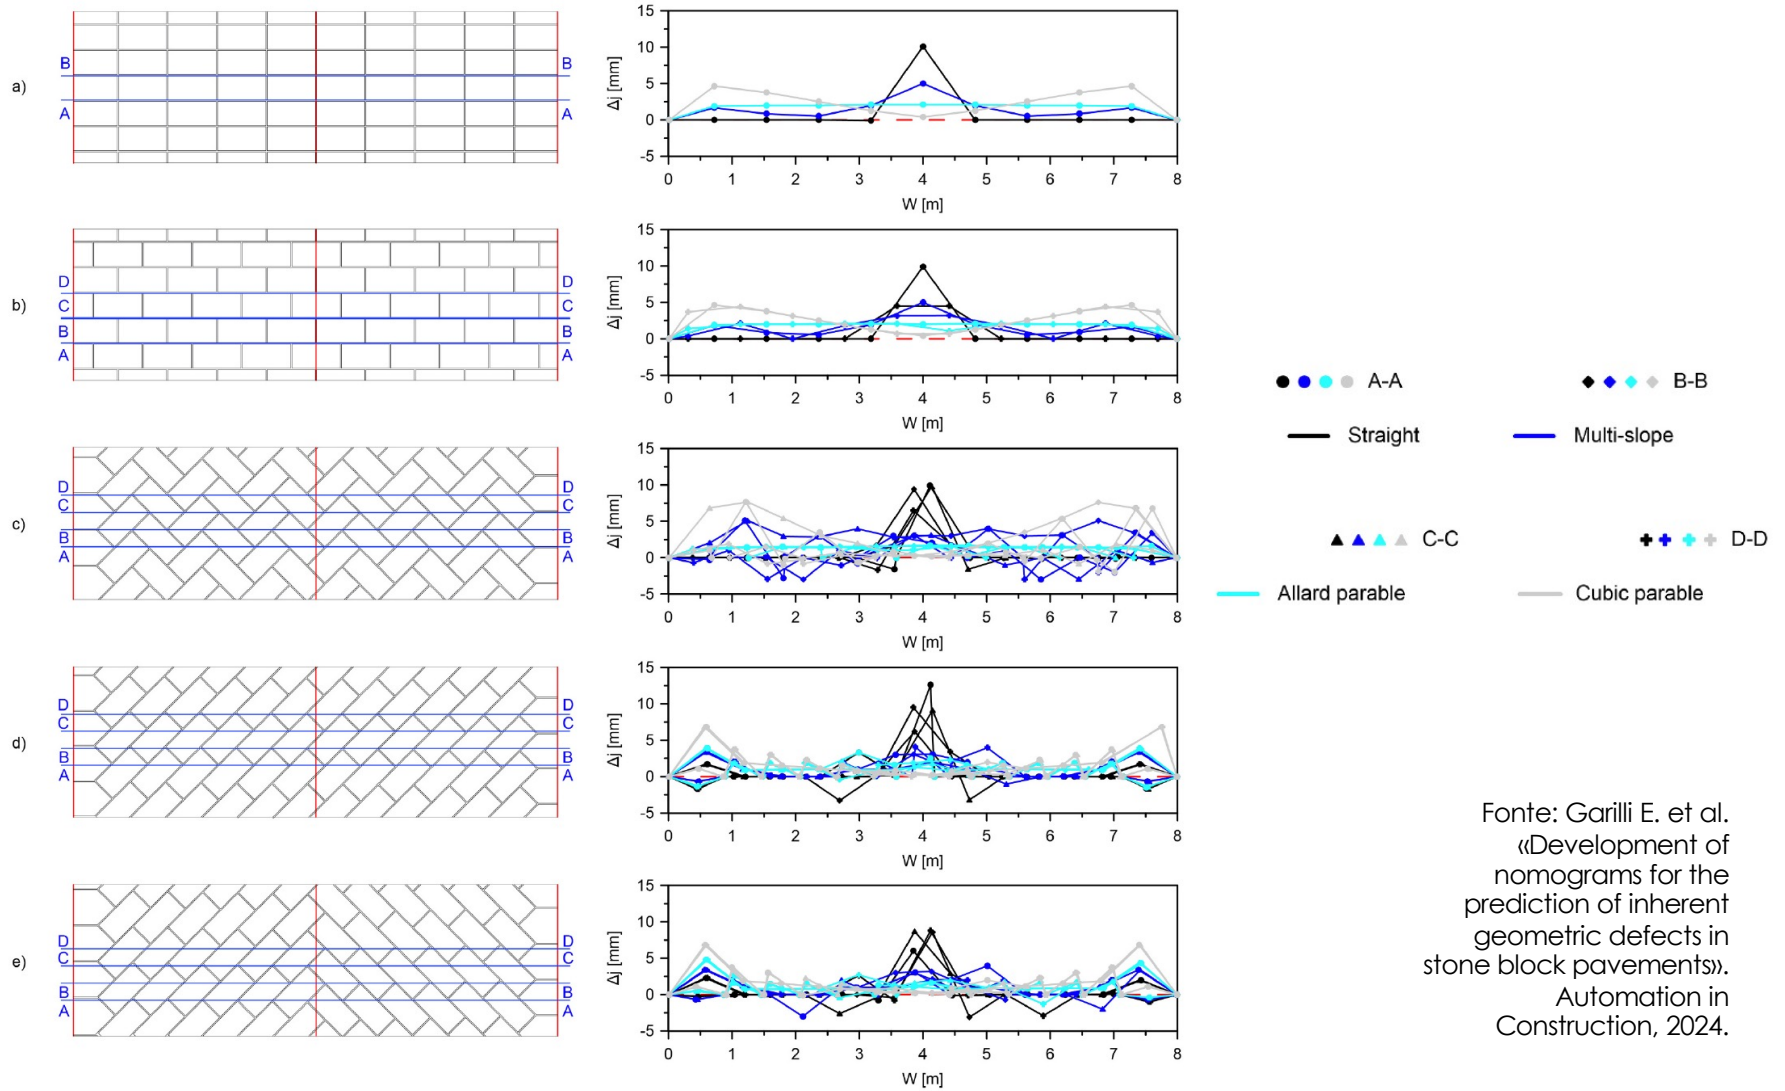 a)
B
B
A
A
15
10
5
0
-5
Δj [mm]
0 1 2 3 4 5 6 7 8
W [m]
b)
D
D
C
C
B
B
A
A
15
10
5
0
-5
Δj [mm]
0 1 2 3 4 5 6 7 8
W [m]
c)
D
D
C
C
B
B
A
A
15
10
5
0
-5
Δj [mm]
0 1 2 3 4 5 6 7 8
W [m]
d)
D
D
C
C
B
B
A
A
15
10
5
0
-5
Δj [mm]
0 1 2 3 4 5 6 7 8
W [m]
e)
D
D
C
C
B
B
A
A
15
10
5
0
-5
Δj [mm]
0 1 2 3 4 5 6 7 8
W [m]
A-A
B-B
Straight
Multi-slope
C-C
D-D
Allard parable
Cubic parable
Fonte: Garilli E. et al.
«Development of
nomograms for the
prediction of inherent
geometric defects in
stone block pavements».
Automation in
Construction, 2024.